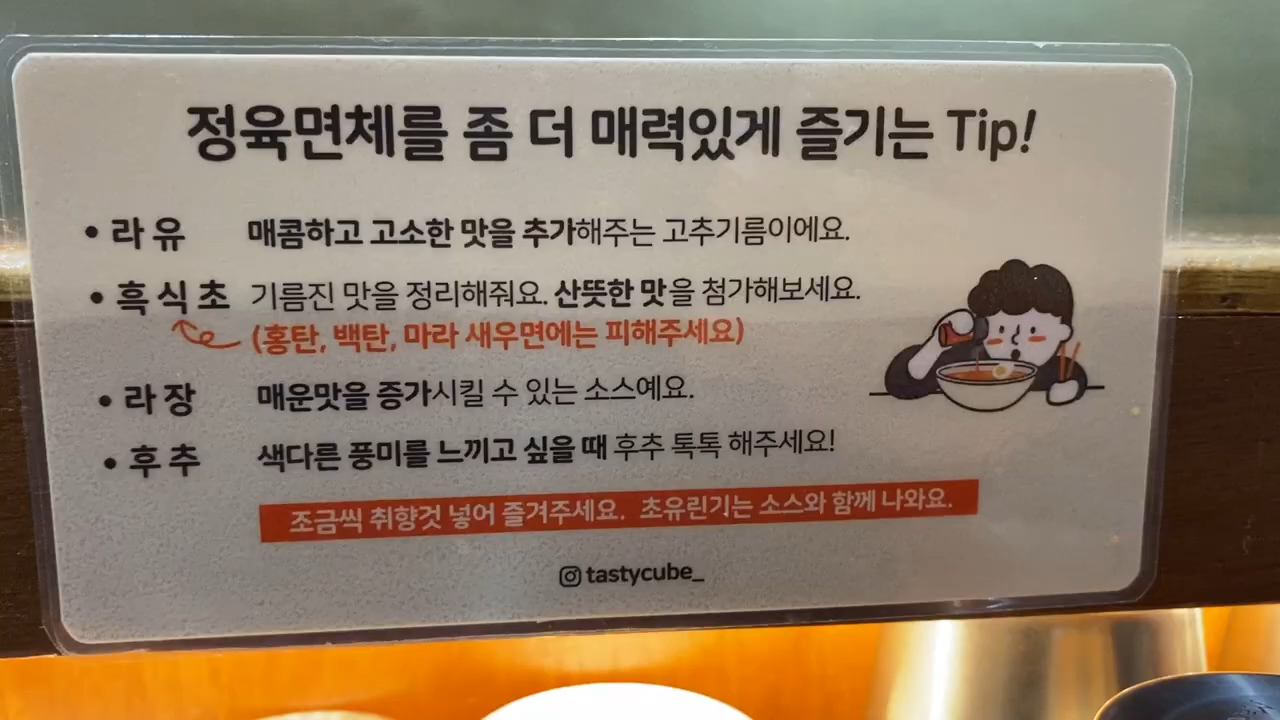 정육면체를 좀 더 매력있게 즐기는 Tip!
• 라유 매콤하고 고소한 맛을 추가해주는 고추기름이에요.
• 흑식초 기름진 맛을 정리해줘요. 산뜻한 맛을 첨가해보세요.
(홍탄, 백탄, 마라 새우면에는 피해주세요)
• 라장 매운맛을 증가시킬 수 있는 소스예요.
• 후추 색다른 풍미를 느끼고 싶을 때 후추 톡톡 해주세요!
조금씩 취향것 넣어 즐겨주세요. 초유린기는 소스와 함께 나와요.
tastycube_